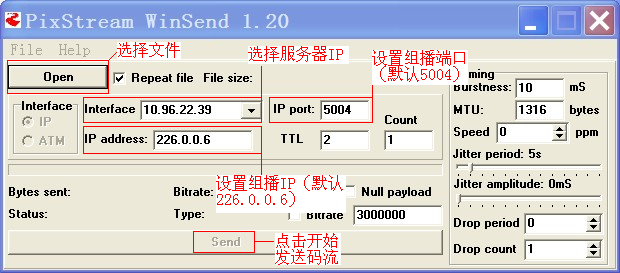 PixStream WinSend 1.20
File Help
选择文件
选择服务器IP
设置组播端口
(默认5004)
Open
Repeat file
File size:
Interface
IP
ATM
Interface 10.96.22.39
IP address: 226.0.0.6
IP port: 5004
TTL 2
Count
1
Burstness: 10 mS
MTU: 1316 bytes
Speed 0 ppm
Jitter period: 5s
Jitter amplitude: 0mS
Drop period 0
Drop count 1
设置组播IP(默认
226.0.0.6)
Bytes sent:
Bitrate:
Null payload
Status:
Type:
Bitrate 3000000
Send
点击开始
发送码流